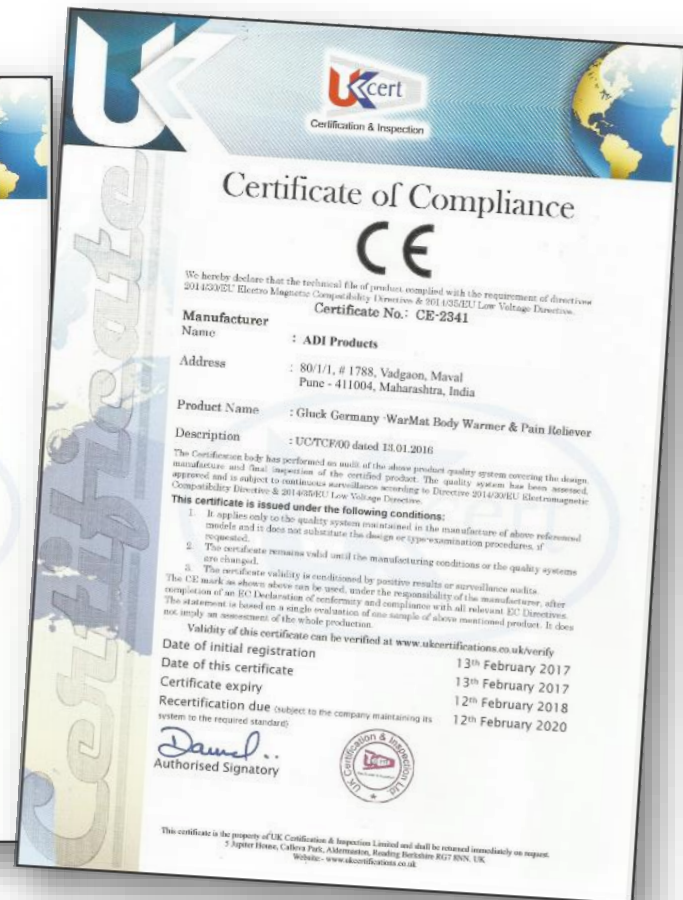 UK
UKcert
Certification & Inspection
Certificate
Certificate of Compliance
CE
We hereby declare that the technical file of product complied with the requirement of directives
2014/30/EU Electro Magnetic Compatibility Directive & 2014/35/EU Low Voltage Directive.
Certificate No.: CE-2341
Manufacturer
Name : ADI Products
Address : 80/1/1, # 1788, Vadgaon, Maval
Pune - 411004, Maharashtra, India
Product Name : Gluck Germany -WarMat Body Warmer & Pain Reliever
Description : UC/TCF/00 dated 13.01.2016
The Certification body has performed an audit of the above product quality system covering the design,
manufacture and final inspection of the certified product. The quality system has been assessed,
approved and is subject to continuous surveillance according to Directive 2014/30/EU Electromagnetic
Compatibility Directive & 2014/35/EU Low Voltage Directive.
This certificate is issued under the following conditions:
1. It applies only to the quality system maintained in the manufacture of above referenced
models and it does not substitute the design or type-examination procedures, if
requested.
2. The certificate remains valid until the manufacturing conditions or the quality systems
are changed.
3. The certificate validity is conditioned by positive results or surveillance audits.
The CE mark as shown above can be used, under the responsibility of the manufacturer, after
completion of an EC Declaration of conformity and compliance with all relevant EC Directives.
The statement is based on a single evaluation of one sample of above mentioned product. It does
not imply an assessment of the whole production.
Validity of this certificate can be verified at www.ukcertifications.co.uk/verify
Date of initial registration 13th February 2017
Date of this certificate 13th February 2017
Certificate expiry 12th February 2018
Recertification due (subject to the company maintaining its 12th February 2020
system to the required standard)
Authorised Signatory
UK Certification & Inspection Ltd
This certificate is the property of UK Certification & Inspection Limited and shall be returned immediately on request.
5 Jupiter House, Calleva Park, Aldermaston, Reading Berkshire RG7 8NN, UK
Website - www.ukcertifications.co.uk